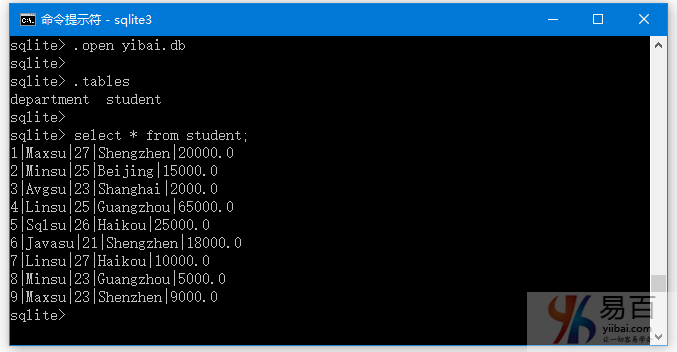 命令提示符 - sqlite3
sqlite> .open yibai.db
sqlite>
sqlite> .tables
department  student
sqlite>
sqlite> select * from student;
1|Maxsu|27|Shengzhen|20000.0
2|Minsu|25|Beijing|15000.0
3|Avgsu|23|Shanghai|2000.0
4|Linsu|25|Guangzhou|65000.0
5|Sqlsu|26|Haikou|25000.0
6|Javasu|21|Shengzhen|18000.0
7|Linsu|27|Haikou|10000.0
8|Minsu|23|Guangzhou|5000.0
9|Maxsu|23|Shenzhen|9000.0
sqlite>
易百
yiibai.com